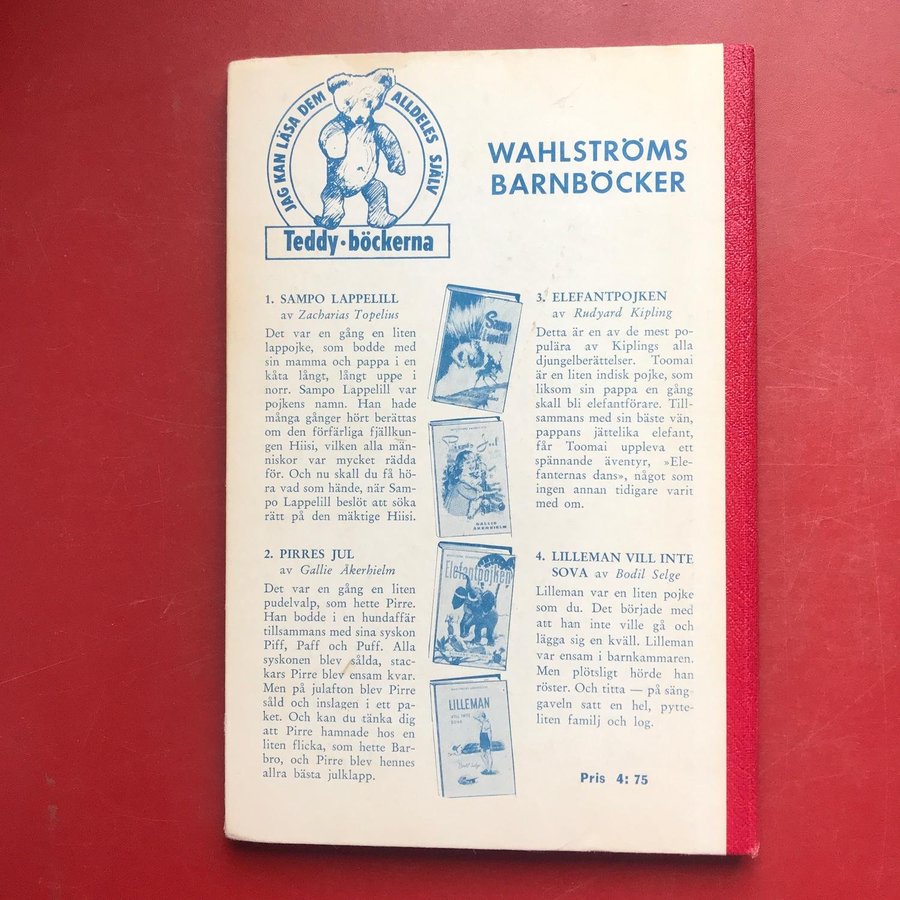 JAG KAN LÄSA DEM ALLDELES SJÄLV
Teddy·böckerna
WAHLSTRÖMS
BARNBÖCKER
1. SAMPO LAPPELILL
av Zacharias Topelius
Det var en gång en liten
lappojke, som bodde med
sin mamma och pappa i en
kåta långt, långt uppe i
norr. Sampo Lappelill var
pojkens namn. Han hade
många gånger hört berättas
om den förfärliga fjällkun-
gen Hiisi, vilken alla män-
niskor var mycket rädda
för. Och nu skall du få hö-
ra vad som hände, när Sam-
po Lappelill beslöt att söka
rätt på den mäktige Hiisi.
2. PIRRES JUL
av Gallie Åkerhielm
Det var en gång en liten
pudelvalp, som hette Pirre.
Han bodde i en hundaffär
tillsammans med sina syskon
Piff, Paff och Puff. Alla
syskonen blev sålda, stac-
kars Pirre blev ensam kvar.
Men på julafton blev Pirre
såld och inslagen i ett pa-
ket. Och kan du tänka dig
att Pirre hamnade hos en
liten flicka, som hette Bar-
bro, och Pirre blev hennes
allra bästa julklapp.
Sampo
Lappelill
Jul
GALLIE
ÅKERHIELM
Elefantpojken
LILLEMAN
VILL INTE
SOVA
Bodil Selge
3. ELEFANTPOJKEN
av Rudyard Kipling
Detta är en av de mest po-
pulära av Kiplings alla
djungelberättelser. Toomai
är en liten indisk pojke, som
liksom sin pappa en gång
skall bli elefantförare. Till-
sammans med sin bäste vän,
pappans jättelika elefant,
får Toomai uppleva ett
spännande äventyr, »Ele-
fanternas dans», något som
ingen annan tidigare varit
med om.
4. LILLEMAN VILL INTE
SOVA av Bodil Selge
Lilleman var en liten pojke
som du. Det började med
att han inte ville gå och
lägga sig en kväll. Lilleman
var ensam i barnkammaren.
Men plötsligt hörde han
röster. Och titta — på säng-
gaveln satt en hel, pytte-
liten familj och log.
Pris 4:75